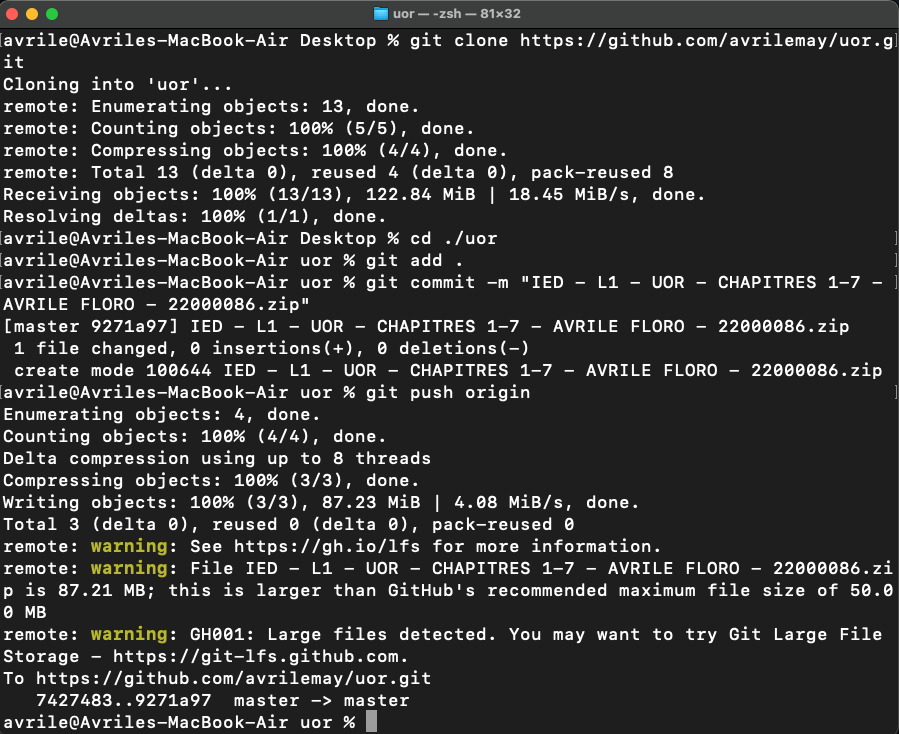 uor — -zsh — 81×32
[avrile@Avriles-MacBook-Air Desktop % git clone https://github.com/avrilemay/uor.g]
it
Cloning into 'uor'...
remote: Enumerating objects: 13, done.
remote: Counting objects: 100% (5/5), done.
remote: Compressing objects: 100% (4/4), done.
remote: Total 13 (delta 0), reused 4 (delta 0), pack-reused 8
Receiving objects: 100% (13/13), 122.84 MiB | 18.45 MiB/s, done.
Resolving deltas: 100% (1/1), done.
[avrile@Avriles-MacBook-Air Desktop % cd ./uor ]
[avrile@Avriles-MacBook-Air uor % git add . ]
[avrile@Avriles-MacBook-Air uor % git commit -m "IED - L1 - UOR - CHAPITRES 1-7 - ]
AVRILE FLORO - 22000086.zip"
[master 9271a97] IED - L1 - UOR - CHAPITRES 1-7 - AVRILE FLORO - 22000086.zip
1 file changed, 0 insertions(+), 0 deletions(-)
create mode 100644 IED - L1 - UOR - CHAPITRES 1-7 - AVRILE FLORO - 22000086.zip
[avrile@Avriles-MacBook-Air uor % git push origin ]
Enumerating objects: 4, done.
Counting objects: 100% (4/4), done.
Delta compression using up to 8 threads
Compressing objects: 100% (3/3), done.
Writing objects: 100% (3/3), 87.23 MiB | 4.08 MiB/s, done.
Total 3 (delta 0), reused 0 (delta 0), pack-reused 0
remote: warning: See https://gh.io/lfs for more information.
remote: warning: File IED - L1 - UOR - CHAPITRES 1-7 - AVRILE FLORO - 22000086.zi
p is 87.21 MB; this is larger than GitHub's recommended maximum file size of 50.0
0 MB
remote: warning: GH001: Large files detected. You may want to try Git Large File
Storage - https://git-lfs.github.com.
To https://github.com/avrilemay/uor.git
7427483..9271a97  master -> master
avrile@Avriles-MacBook-Air uor %